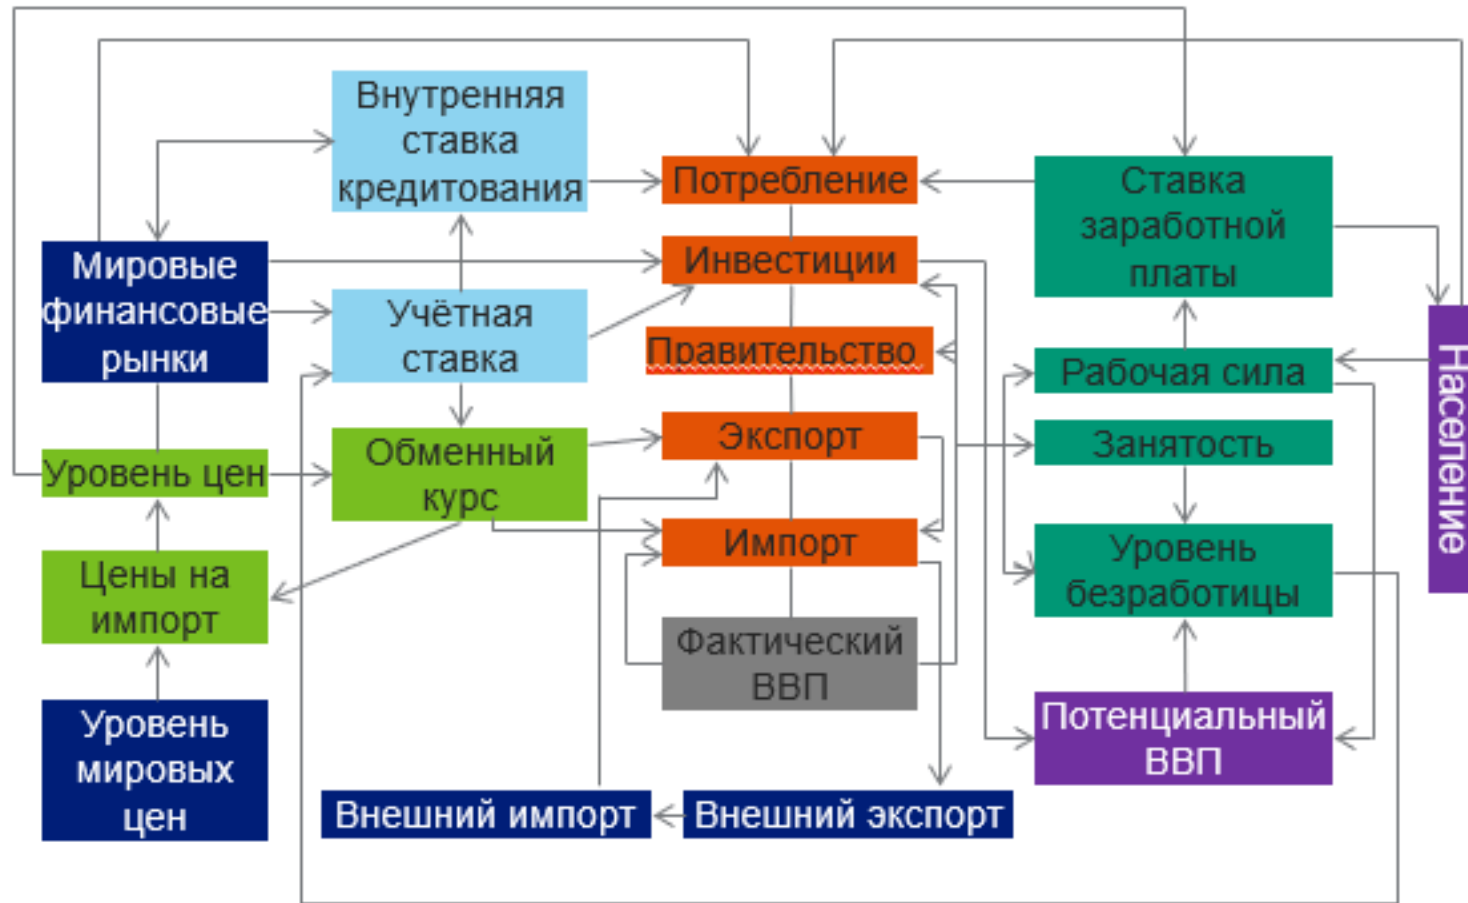 Внутренняя
ставка
кредитования
Потребление
Ставка
заработной
платы
Мировые
финансовые
рынки
Инвестиции
Учётная
ставка
Правительство
Рабочая сила
Население
Обменный
курс
Экспорт
Занятость
Уровень цен
Импорт
Уровень
безработицы
Цены на
импорт
Фактический
ВВП
Потенциальный
ВВП
Уровень
мировых
цен
Внешний импорт
Внешний экспорт